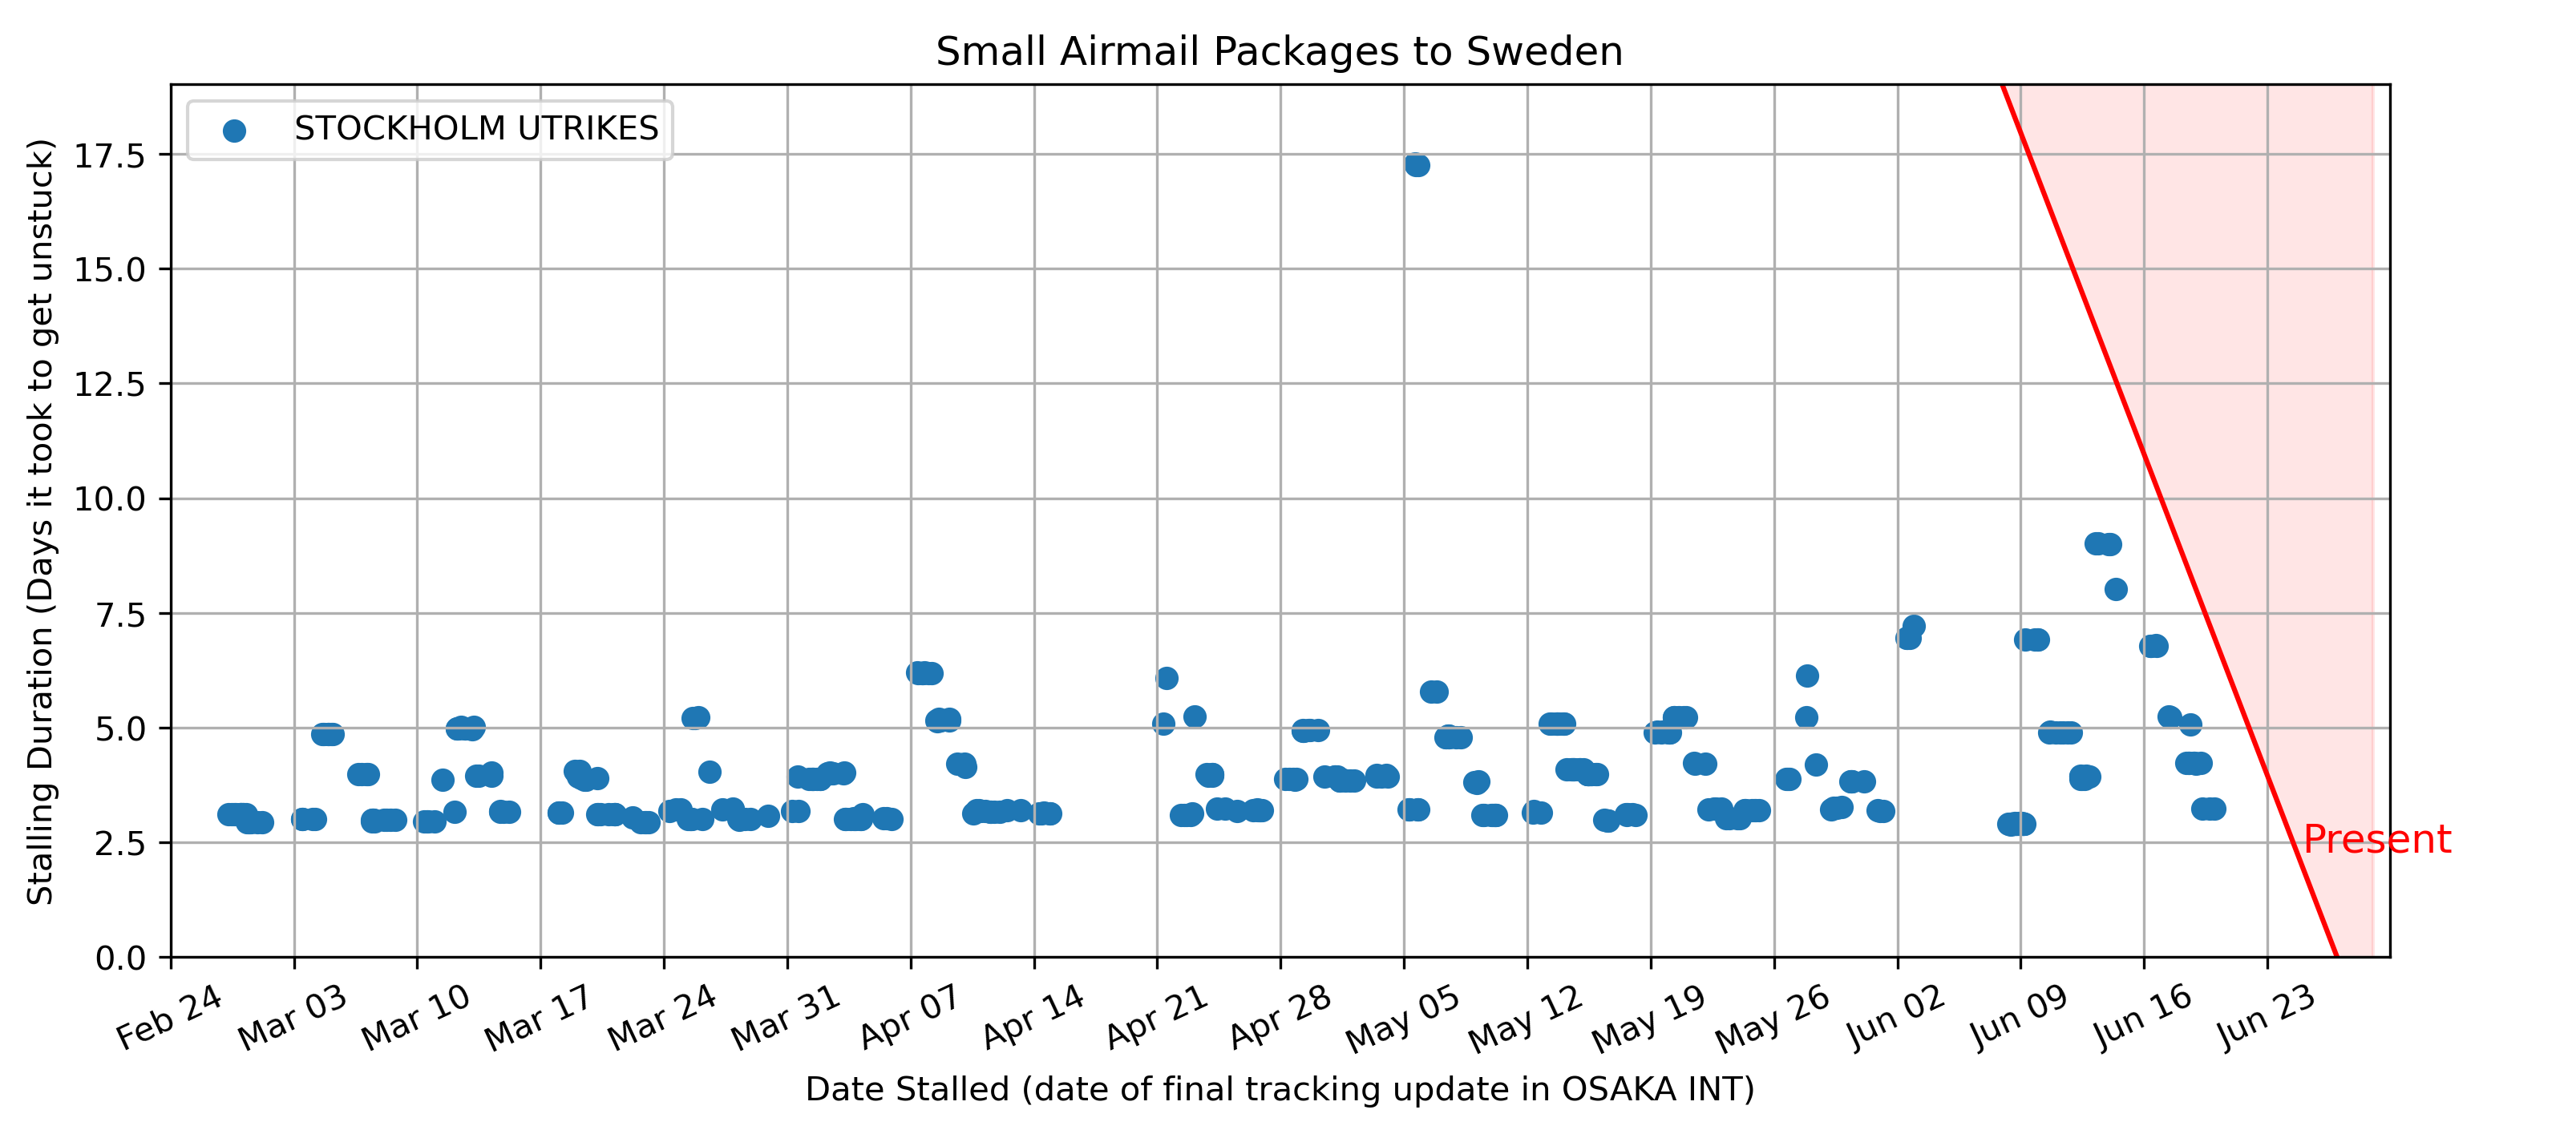 Small Airmail Packages to Sweden
STOCKHOLM UTRIKES
Stalling Duration (Days it took to get unstuck)
17.5
15.0
12.5
10.0
7.5
5.0
2.5
0.0
Present
Feb 24
Mar 03
Mar 10
Mar 17
Mar 24
Mar 31
Apr 07
Apr 14
Apr 21
Apr 28
May 05
May 12
May 19
May 26
Jun 02
Jun 09
Jun 16
Jun 23
Date Stalled (date of final tracking update in OSAKA INT)